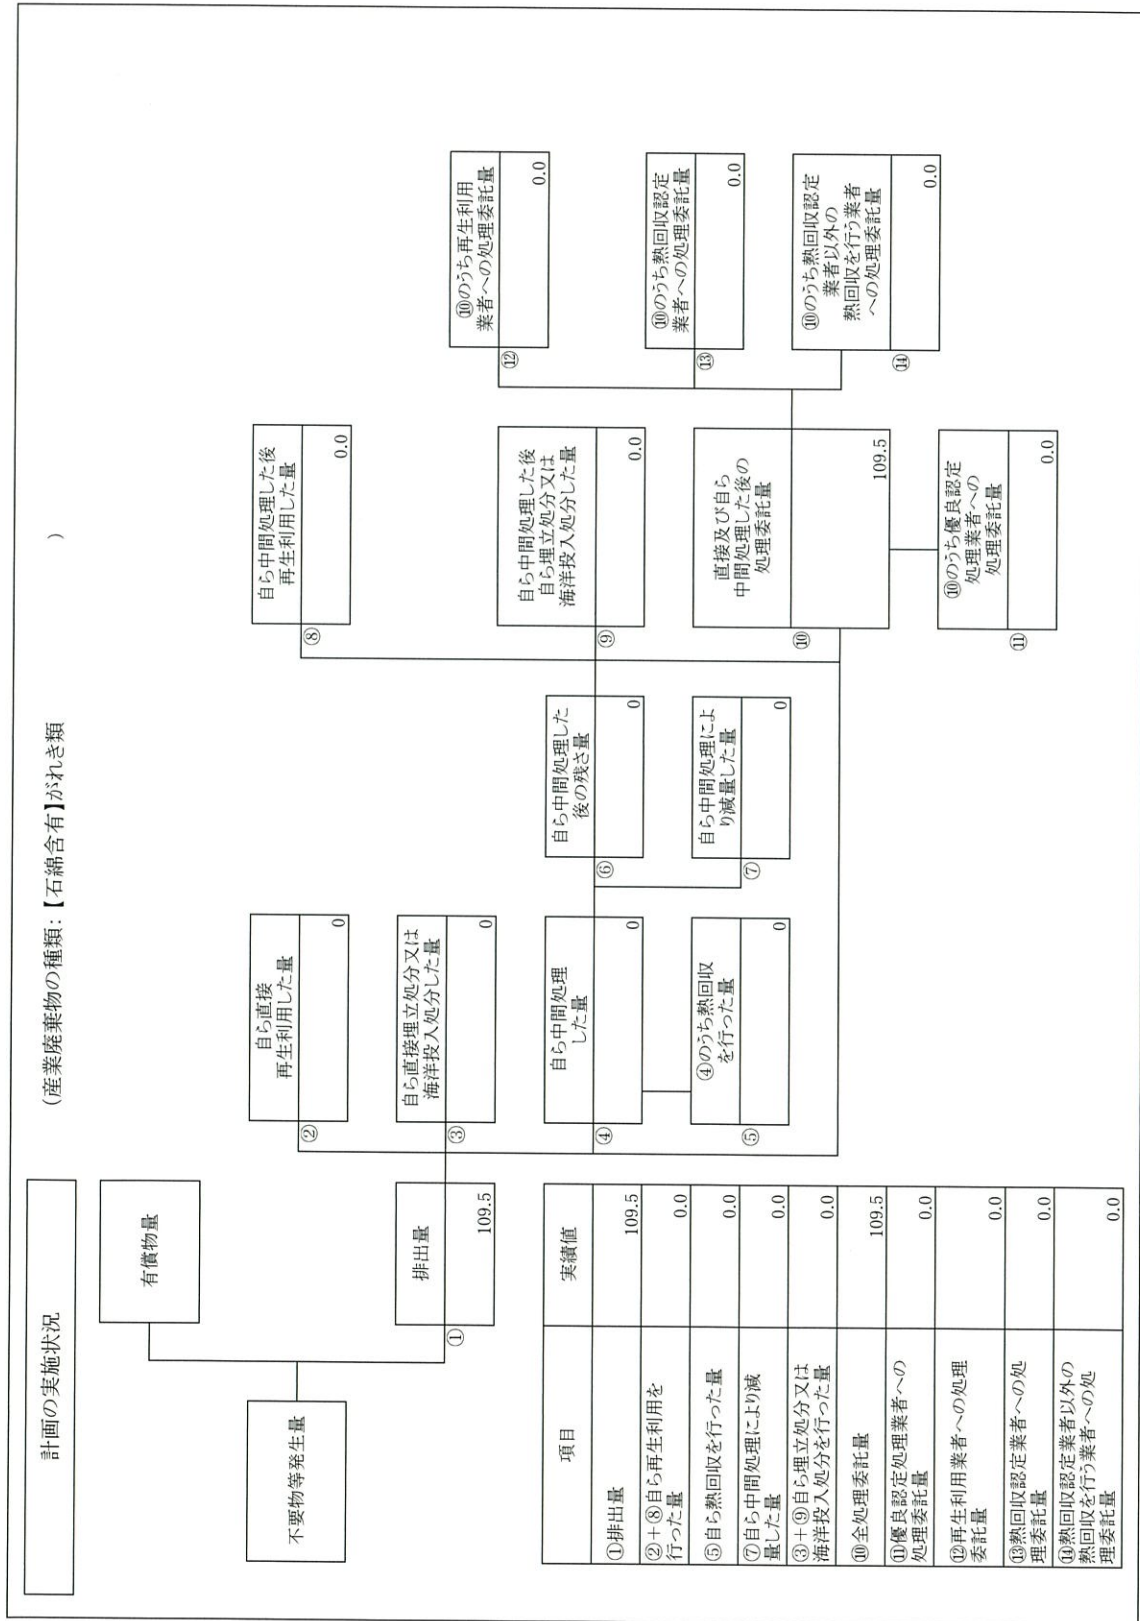 計画の実施状況
(産業廃棄物の種類:【石綿含有】がれき類
)
不要物等発生量
有償物量
①
排出量
109.5
②
自ら直接
再生利用した量
0
③
自ら直接埋立処分又は
海洋投入処分した量
0
④
自ら中間処理
した量
0
⑤
④のうち熱回収
を行った量
0
⑥
自ら中間処理した
後の残さ量
0
⑦
自ら中間処理によ
り減量した量
0
⑧
自ら中間処理した後
再生利用した量
0.0
⑨
自ら中間処理した後
自ら埋立処分又は
海洋投入処分した量
0.0
⑩
直接及び自ら
中間処理した後の
処理委託量
109.5
⑪
⑩のうち優良認定
処理業者への
処理委託量
0.0
⑫
⑩のうち再生利用
業者への処理委託量
0.0
⑬
⑩のうち熱回収認定
業者への処理委託量
0.0
⑭
⑩のうち熱回収認定
業者以外の
熱回収を行う業者
への処理委託量
0.0
項目
実績値
①排出量
109.5
②+⑧自ら再生利用を
行った量
0.0
⑤自ら熱回収を行った量
0.0
⑦自ら中間処理により減
量した量
0.0
③+⑨自ら埋立処分又は
海洋投入処分を行った量
0.0
⑩全処理委託量
109.5
⑪優良認定処理業者への
処理委託量
0.0
⑫再生利用業者への処理
委託量
0.0
⑬熱回収認定業者への処
理委託量
0.0
⑭熱回収認定業者以外の
熱回収を行う業者への処
理委託量
0.0